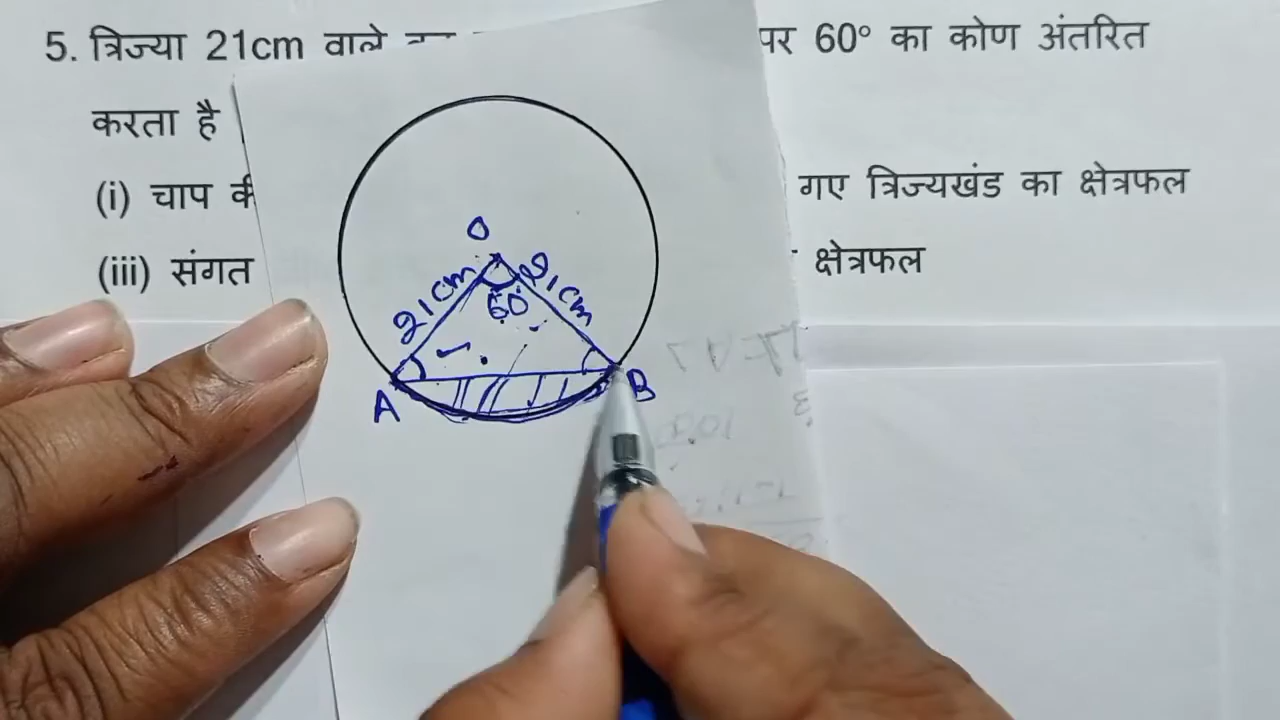 5. त्रिज्या 21cm वाले पर 60° का कोण अंतरित
करता है
(i) चाप गए त्रिज्यखंड का क्षेत्रफल
(iii) संगत क्षेत्रफल
O
21cm 21cm
60°
A B